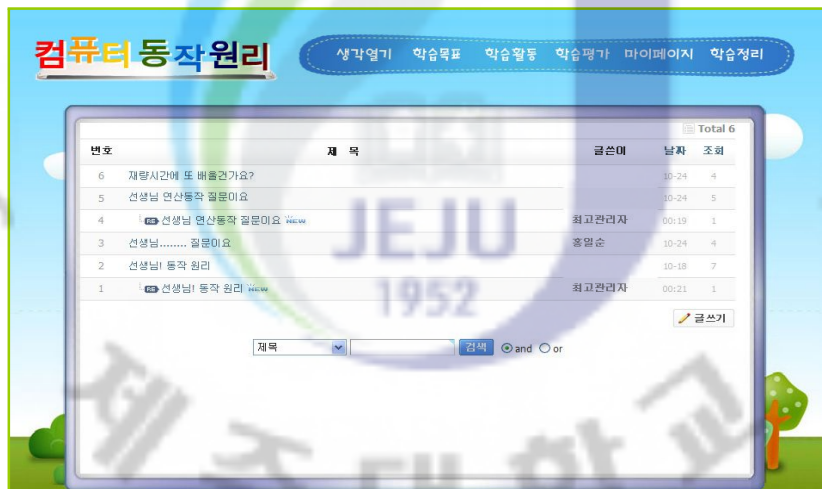 컴퓨터 동작원리
생각열기 학습목표 학습활동 학습평가 마이페이지 학습정리
Total 6
번호 제 목 글쓴이 날짜 조회
6 재량시간에 또 배울건가요? 10-24 4
5 선생님 연산동작 질문이요 10-24 5
4 RE 선생님 연산동작 질문이요 NEW 최고관리자 00:19 1
3 선생님........ 질문이요 홍일순 10-24 4
2 선생님! 동작 원리 10-18 7
1 RE 선생님! 동작 원리 NEW 최고관리자 00:21 1
글쓰기
제목 검색 and or
JEJU
1952
제주대학교